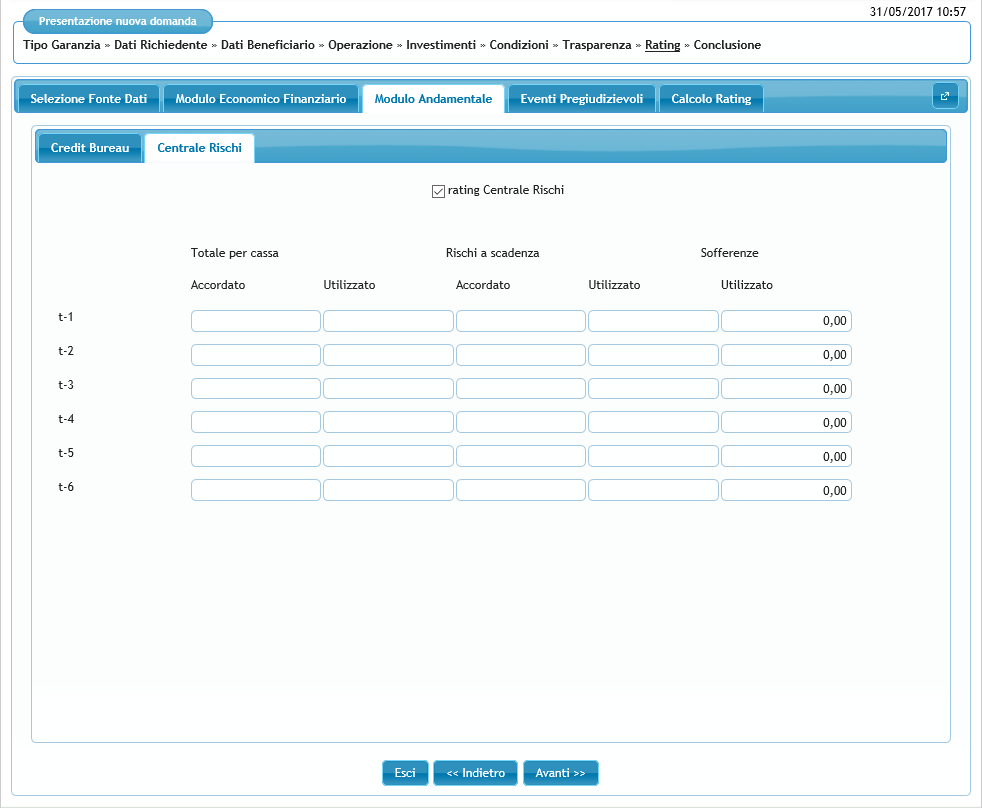 31/05/2017 10:57
Presentazione nuova domanda
Tipo Garanzia » Dati Richiedente » Dati Beneficiario » Operazione » Investimenti » Condizioni » Trasparenza » Rating » Conclusione
Selezione Fonte Dati Modulo Economico Finanziario Modulo Andamentale Eventi Pregiudizievoli Calcolo Rating
Credit Bureau Centrale Rischi
rating Centrale Rischi
Totale per cassa Rischi a scadenza Sofferenze
Accordato Utilizzato Accordato Utilizzato Utilizzato
t-1 0,00
t-2 0,00
t-3 0,00
t-4 0,00
t-5 0,00
t-6 0,00
Esci << Indietro Avanti >>